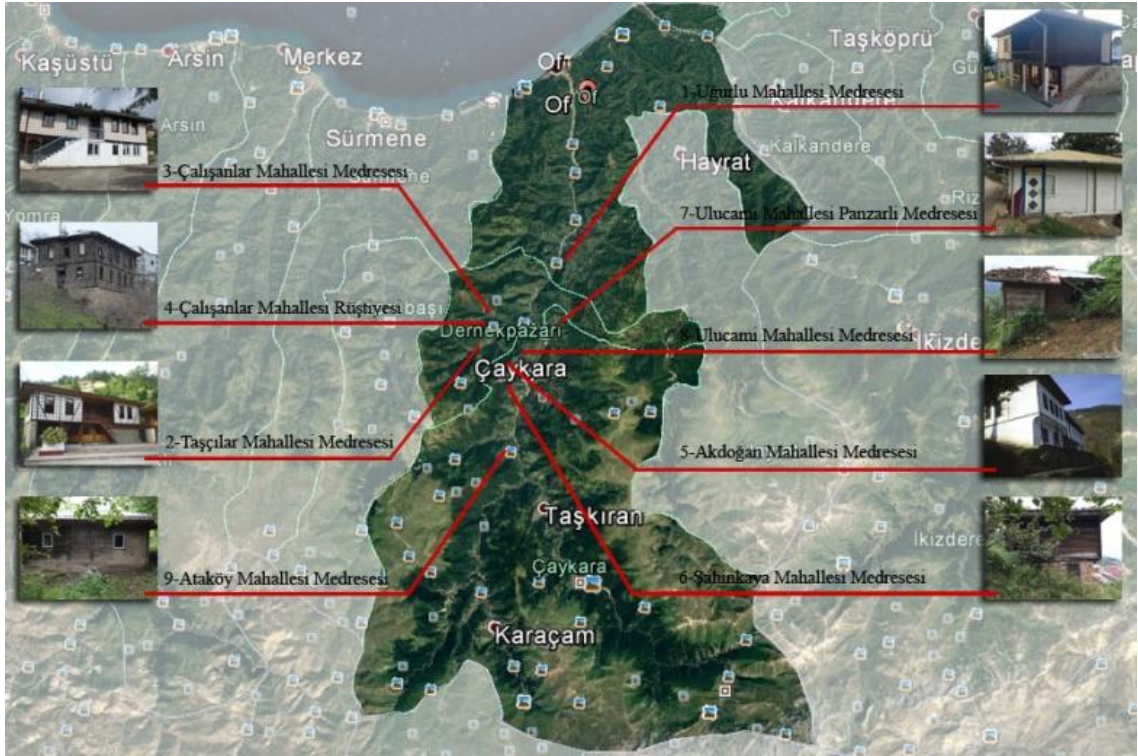 Kaşüstü
Arsin
Merkez
Of
Taşköprü
Of
Of
1-Uğurlu Mahallesi Medresesi
Kalkandere
Arsin
Sürmene
Hayrat
Kalkandere
3-Çalışanlar Mahallesi Medresesi
Yomra
7-Ulucami Mahallesi Panzarlı Medresesi
4-Çalışanlar Mahallesi Rüştiyesi
Dernekpazarı
8-Ulucami Mahallesi Medresesi
İkizdere
Çaykara
2-Taşçılar Mahallesi Medresesi
5-Akdoğan Mahallesi Medresesi
Taşkıran
İkizdere
Çaykara
9-Ataköy Mahallesi Medresesi
6-Şahinkaya Mahallesi Medresesi
Karaçam